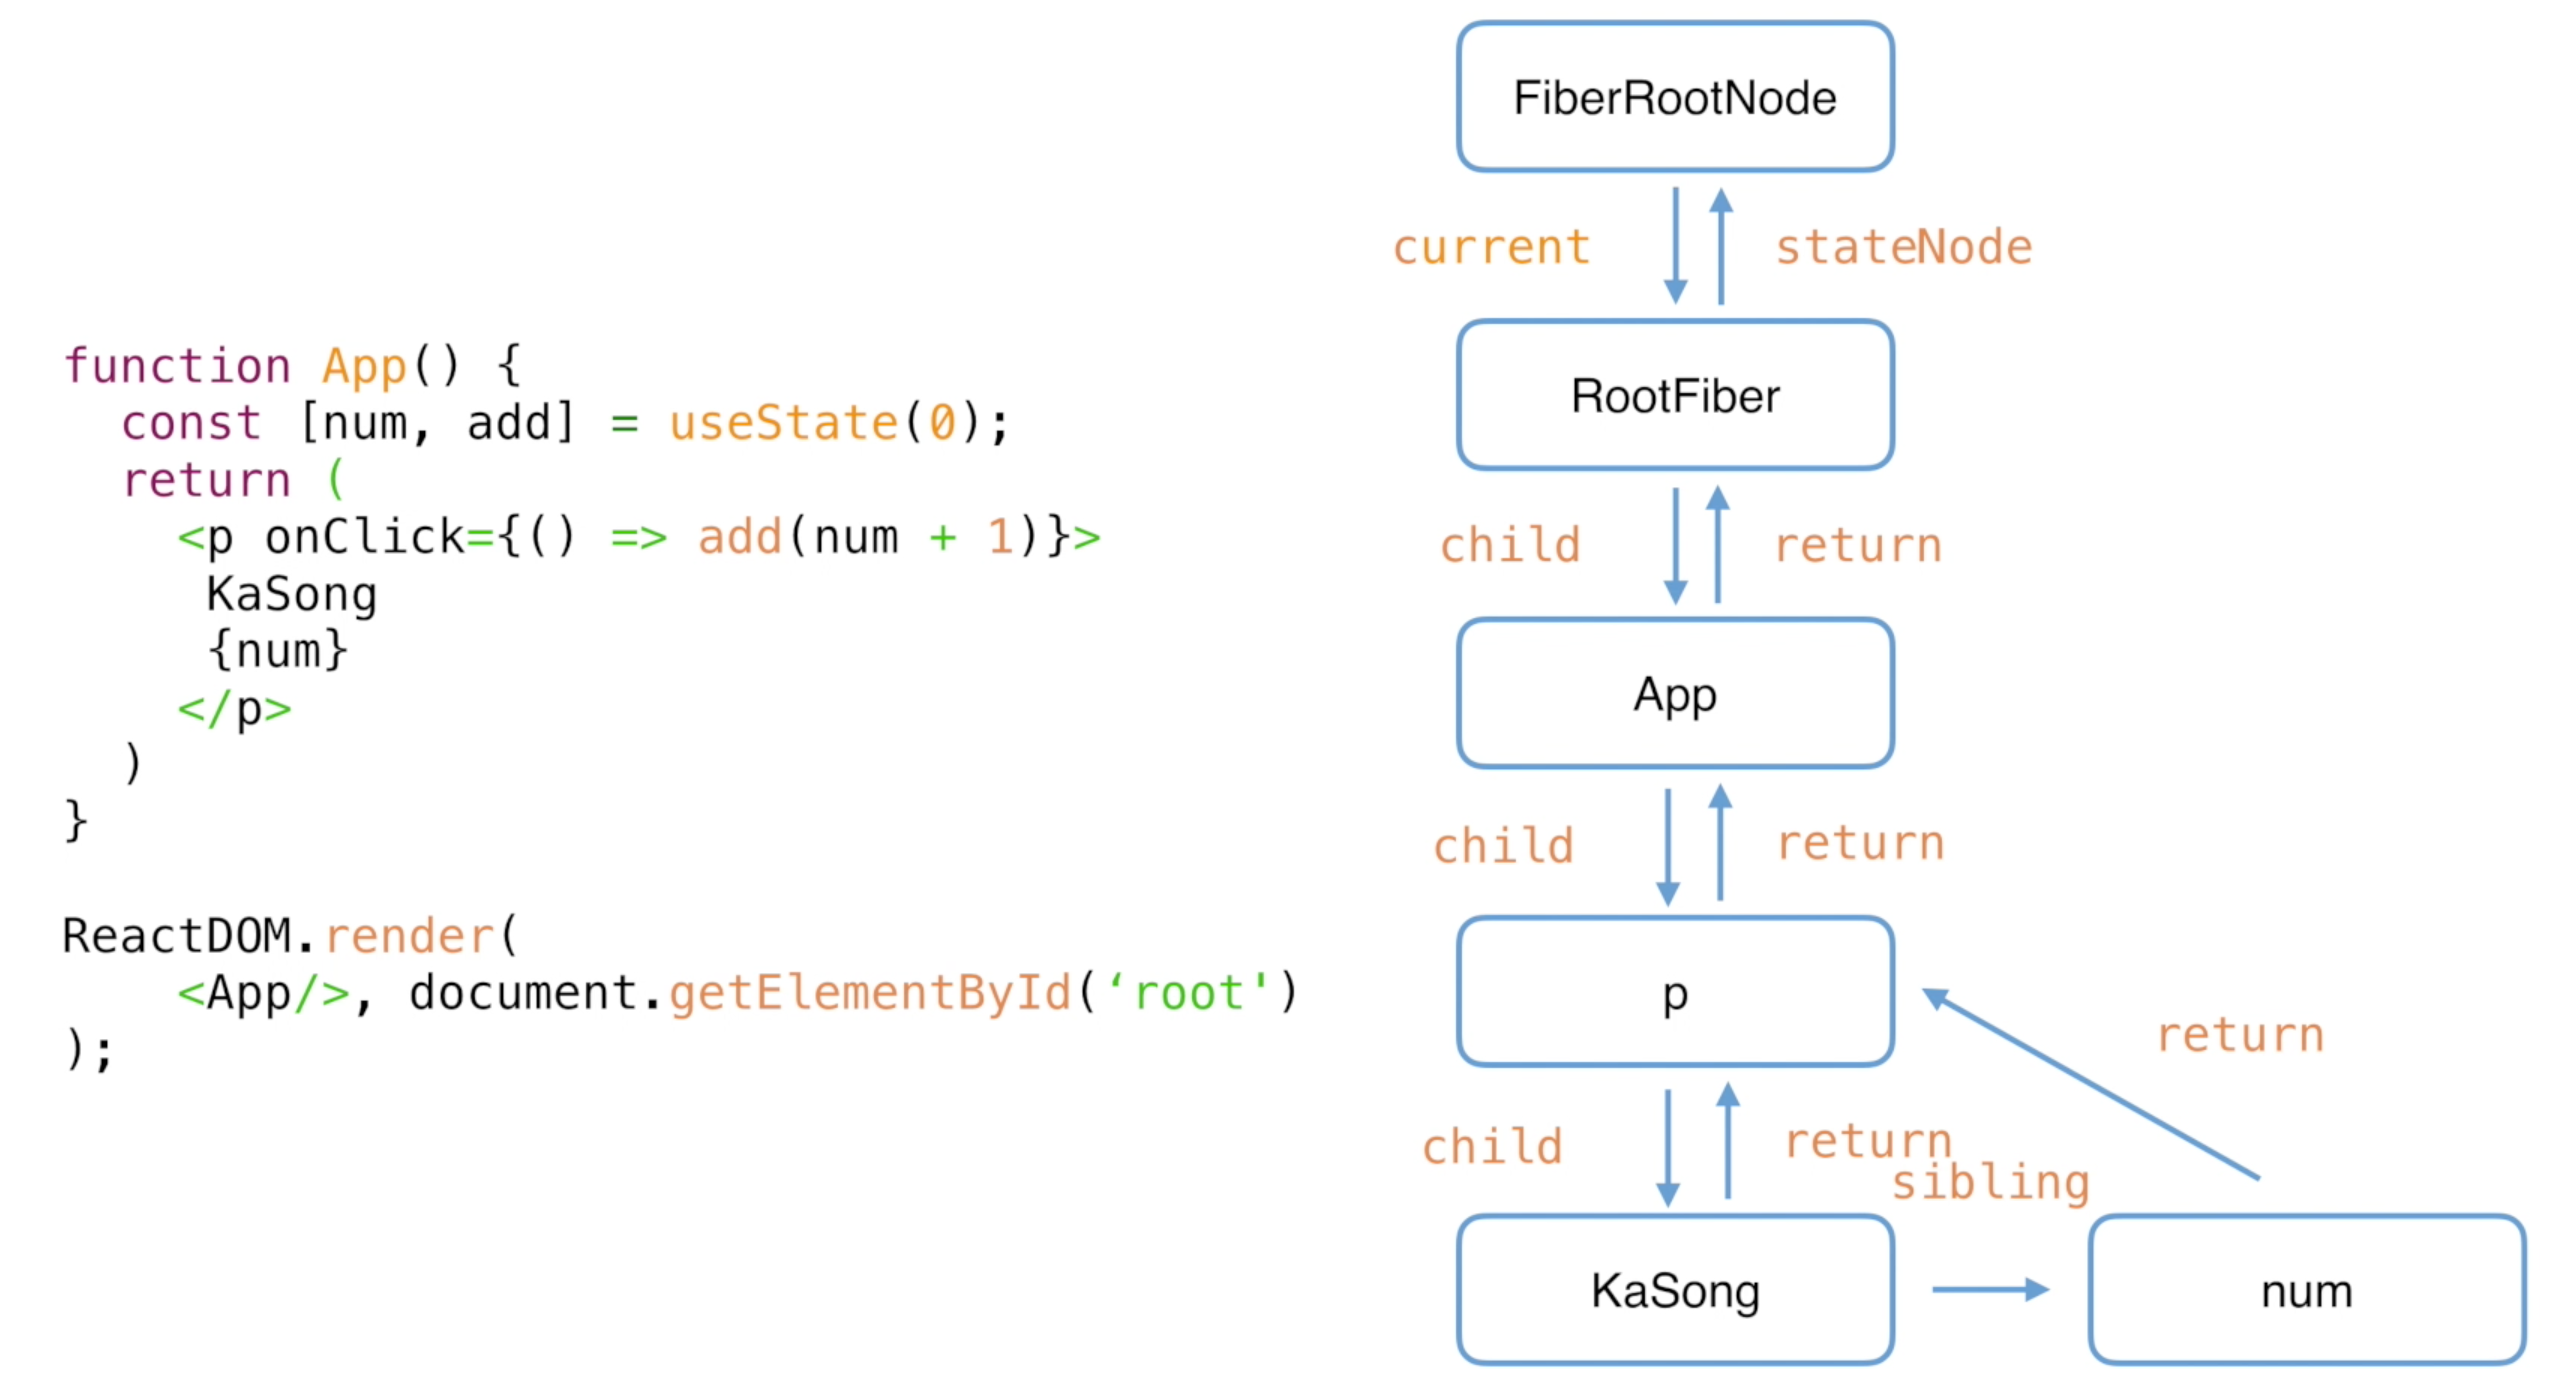 function App() {
  const [num, add] = useState(0);
  return (
    <p onClick={() => add(num + 1)}>
     KaSong
     {num}
    </p>
  )
}
ReactDOM.render(
    <App/>, document.getElementById(‘root')
);
FiberRootNode
current
stateNode
RootFiber
child
return
App
child
return
p
return
child
return
sibling
KaSong
num